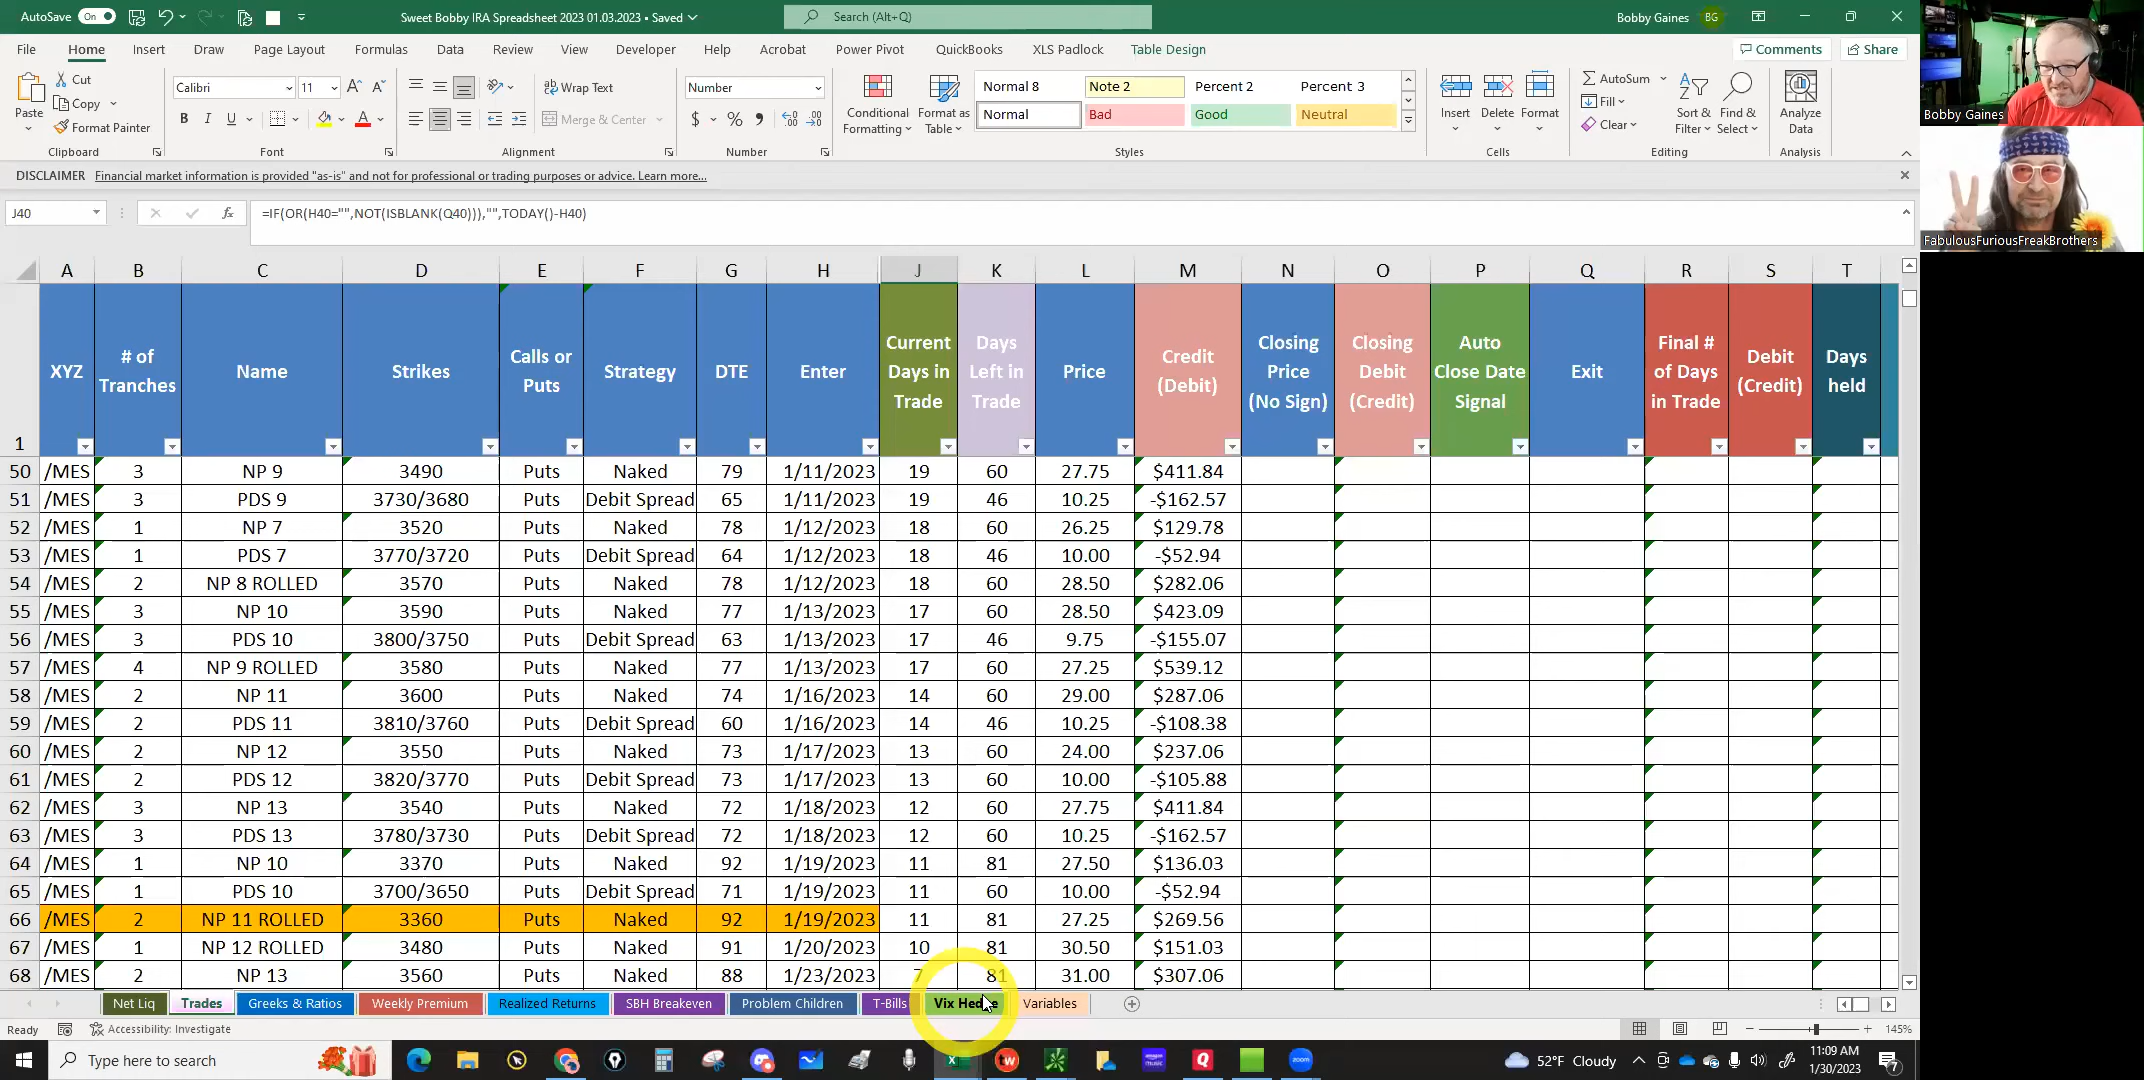 AutoSave On Sweet Bobby IRA Spreadsheet 2023 01.03.2023 • Saved Search (Alt+Q) Bobby Gaines BG
File Home Insert Draw Page Layout Formulas Data Review View Developer Help Acrobat Power Pivot QuickBooks XLS Padlock Table Design Comments Share
Paste Cut Copy Format Painter Clipboard
Calibri 11 A A B I U A Font
Wrap Text Merge & Center Alignment
Number $ % 9 Number
Conditional Formatting Format as Table
Normal 8 Note 2 Percent 2 Percent 3
Normal Bad Good Neutral
Styles
Insert Delete Format Cells
AutoSum Fill Clear Sort & Filter Find & Select Editing
Analyze Data Analysis
Bobby Gaines
FabulousFuriousFreakBrothers
DISCLAIMER Financial market information is provided "as-is" and not for professional or trading purposes or advice. Learn more...
J40 fx =IF(OR(H40="",NOT(ISBLANK(Q40))),"",TODAY()-H40)
A B C D E F G H J K L M N O P Q R S T
1 XYZ # of Tranches Name Strikes Calls or Puts Strategy DTE Enter Current Days in Trade Days Left in Trade Price Credit (Debit) Closing Price (No Sign) Closing Debit (Credit) Auto Close Date Signal Exit Final # of Days in Trade Debit (Credit) Days held
50 /MES 3 NP 9 3490 Puts Naked 79 1/11/2023 19 60 27.75 $411.84
51 /MES 3 PDS 9 3730/3680 Puts Debit Spread 65 1/11/2023 19 46 10.25 -$162.57
52 /MES 1 NP 7 3520 Puts Naked 78 1/12/2023 18 60 26.25 $129.78
53 /MES 1 PDS 7 3770/3720 Puts Debit Spread 64 1/12/2023 18 46 10.00 -$52.94
54 /MES 2 NP 8 ROLLED 3570 Puts Naked 78 1/12/2023 18 60 28.50 $282.06
55 /MES 3 NP 10 3590 Puts Naked 77 1/13/2023 17 60 28.50 $423.09
56 /MES 3 PDS 10 3800/3750 Puts Debit Spread 63 1/13/2023 17 46 9.75 -$155.07
57 /MES 4 NP 9 ROLLED 3580 Puts Naked 77 1/13/2023 17 60 27.25 $539.12
58 /MES 2 NP 11 3600 Puts Naked 74 1/16/2023 14 60 29.00 $287.06
59 /MES 2 PDS 11 3810/3760 Puts Debit Spread 60 1/16/2023 14 46 10.25 -$108.38
60 /MES 2 NP 12 3550 Puts Naked 73 1/17/2023 13 60 24.00 $237.06
61 /MES 2 PDS 12 3820/3770 Puts Debit Spread 73 1/17/2023 13 60 10.00 -$105.88
62 /MES 3 NP 13 3540 Puts Naked 72 1/18/2023 12 60 27.75 $411.84
63 /MES 3 PDS 13 3780/3730 Puts Debit Spread 72 1/18/2023 12 60 10.25 -$162.57
64 /MES 1 NP 10 3370 Puts Naked 92 1/19/2023 11 81 27.50 $136.03
65 /MES 1 PDS 10 3700/3650 Puts Debit Spread 71 1/19/2023 11 60 10.00 -$52.94
66 /MES 2 NP 11 ROLLED 3360 Puts Naked 92 1/19/2023 11 81 27.25 $269.56
67 /MES 1 NP 12 ROLLED 3480 Puts Naked 91 1/20/2023 10 81 30.50 $151.03
68 /MES 2 NP 13 3560 Puts Naked 88 1/23/2023 7 81 31.00 $307.06
Net Liq Trades Greeks & Ratios Weekly Premium Realized Returns SBH Breakeven Problem Children T-Bills Vix Hedge Variables
Ready Accessibility: Investigate 145%
Type here to search 52°F Cloudy 11:09 AM
1/30/2023 7